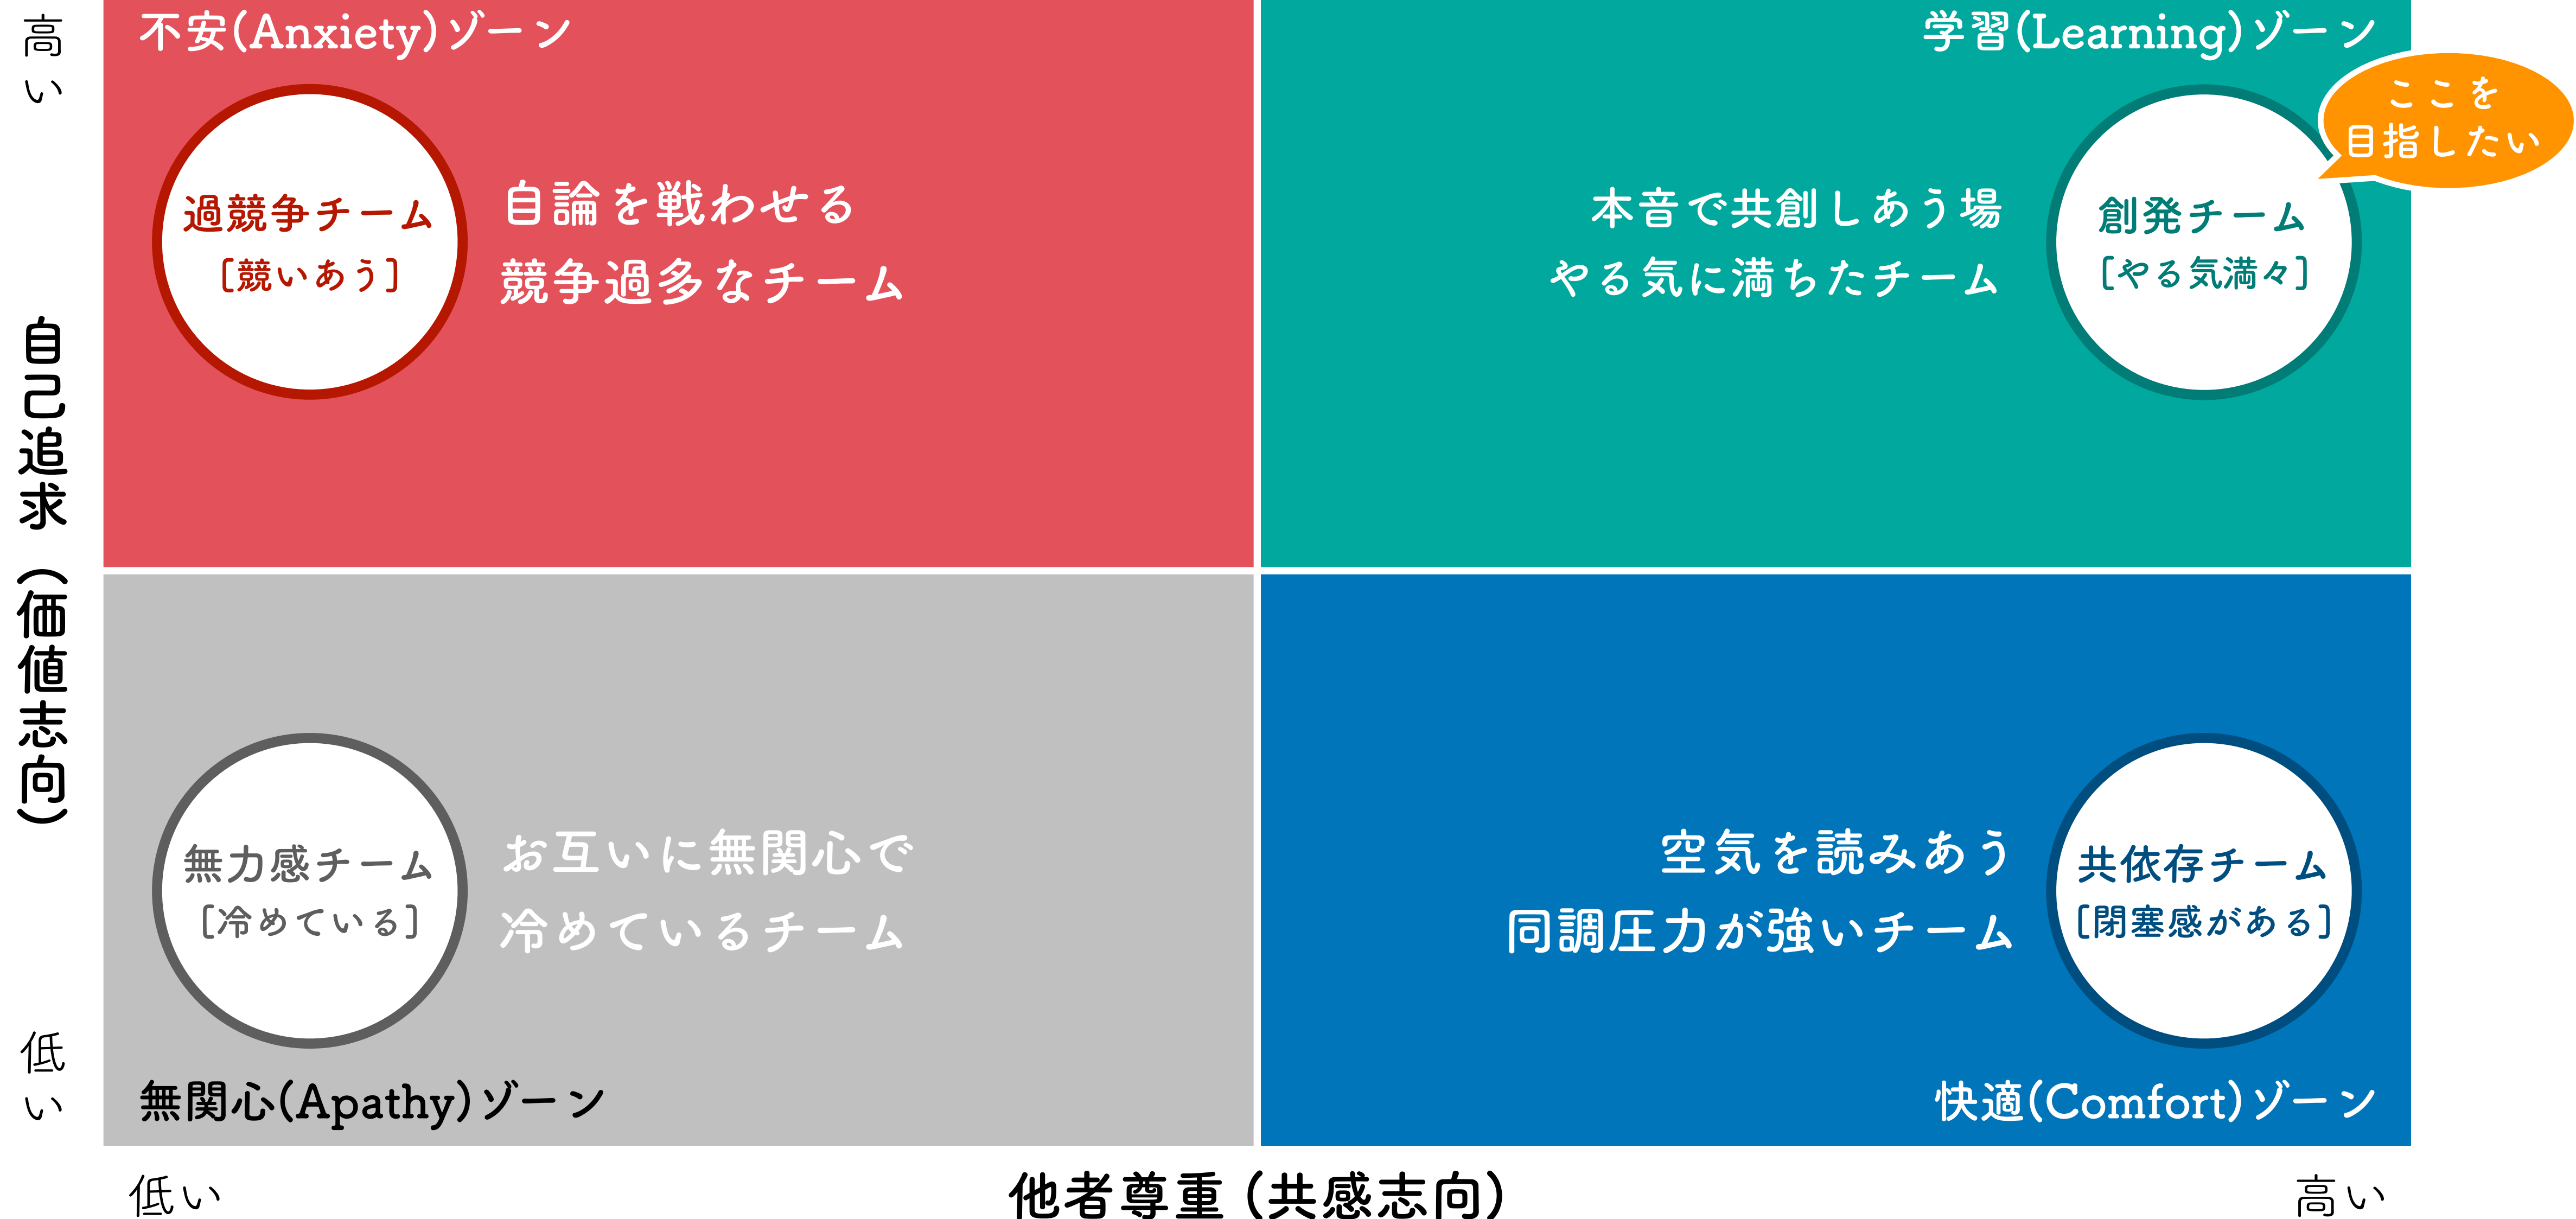 高い
不安(Anxiety)ゾーン
過競争チーム
[競いあう]
自論を戦わせる
競争過多なチーム
学習(Learning)ゾーン
ここを
目指したい
本音で共創しあう場
やる気に満ちたチーム
創発チーム
[やる気満々]
自己追求（価値志向）
無力感チーム
[冷めている]
お互いに無関心で
冷めているチーム
無関心(Apathy)ゾーン
空気を読みあう
同調圧力が強いチーム
共依存チーム
[閉塞感がある]
快適(Comfort)ゾーン
低い
低い
他者尊重(共感志向)
高い